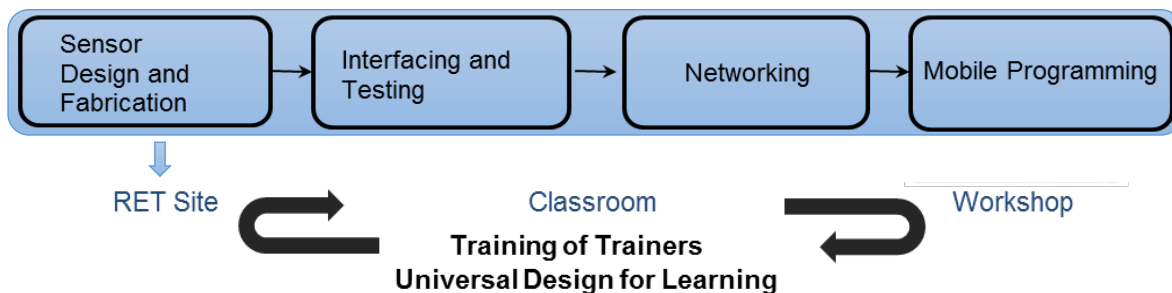 Sensor
Design and
Fabrication
Interfacing and
Testing
Networking
Mobile Programming
RET Site
Classroom
Workshop
Training of Trainers
Universal Design for Learning